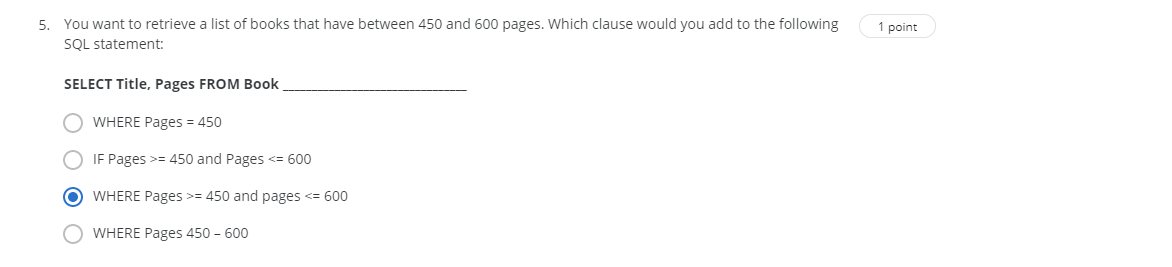 5. You want to retrieve a list of books that have between 450 and 600 pages. Which clause would you add to the following 1 point
SQL statement:
SELECT Title, Pages FROM Book ______________________________
WHERE Pages = 450
IF Pages >= 450 and Pages <= 600
WHERE Pages >= 450 and pages <= 600
WHERE Pages 450 – 600